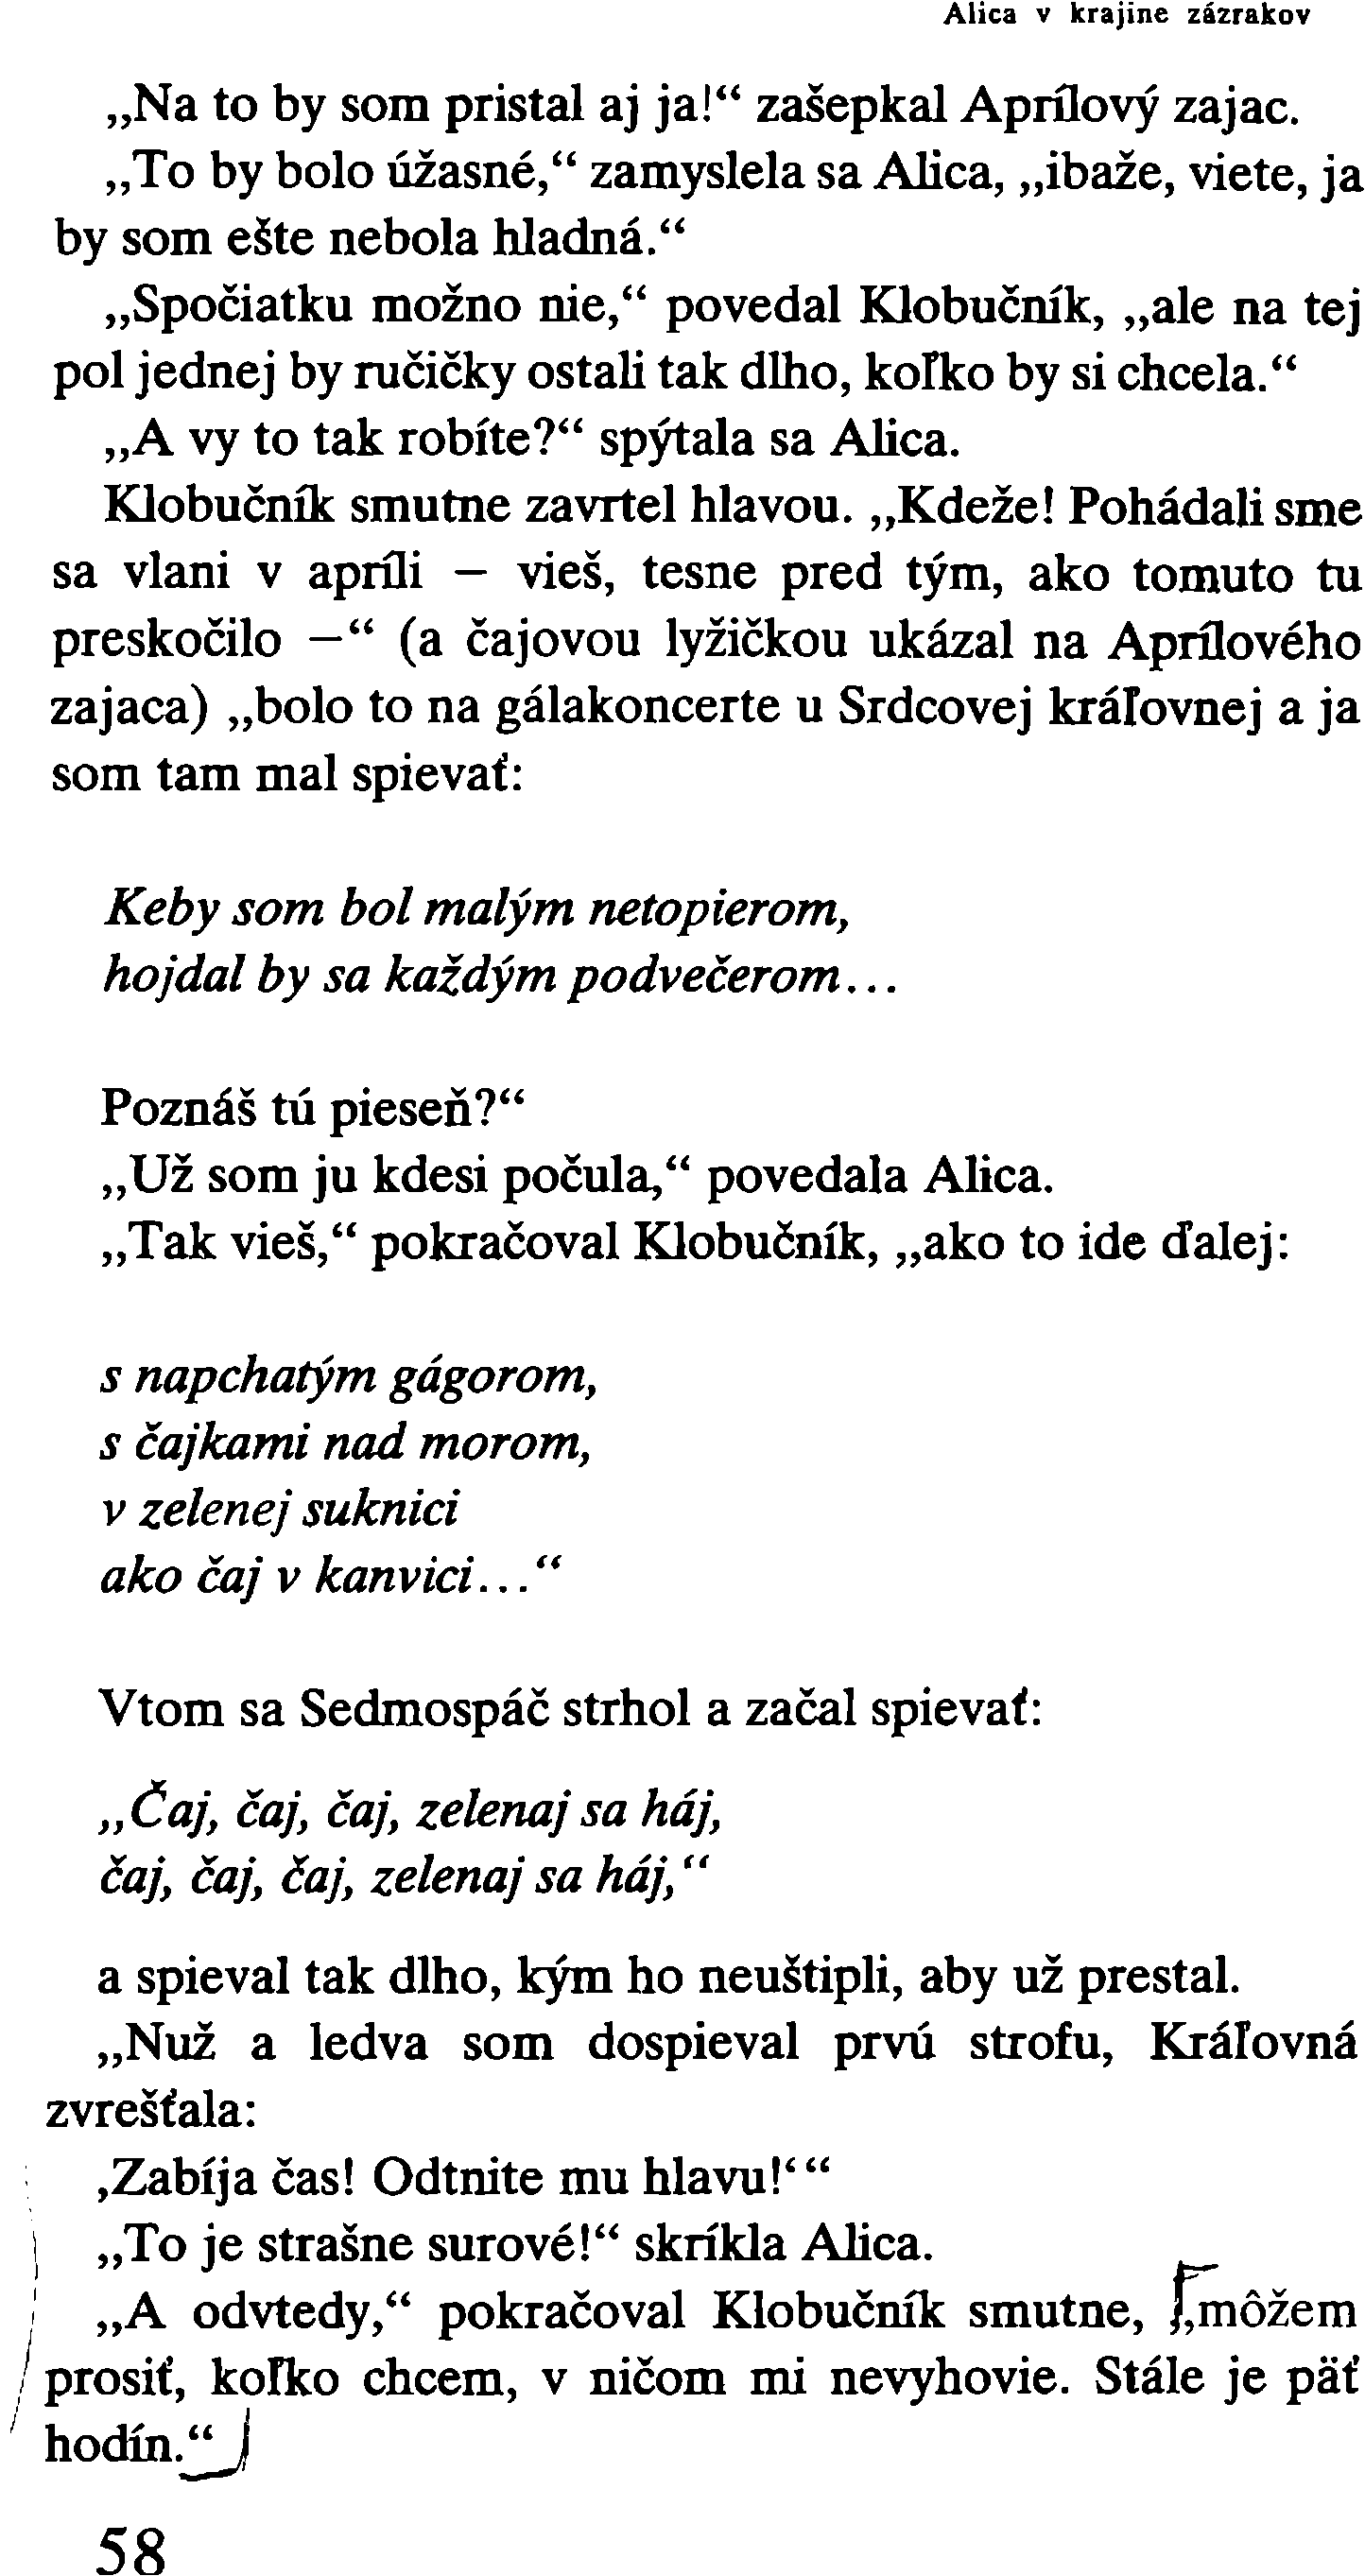 Alica v krajine zázrakov
„Na to by som pristal aj ja!“ zašepkal Aprílový zajac.
„To by bolo úžasné,“ zamyslela sa Alica, „ibaže, viete, ja
by som ešte nebola hladná.“
„Spočiatku možno nie,“ povedal Klobučník, „ale na tej
pol jednej by ručičky ostali tak dlho, koľko by si chcela.“
„A vy to tak robíte?“ spýtala sa Alica.
Klobučník smutne zavrtel hlavou. „Kdeže! Pohádali sme
sa vlani v apríli – vieš, tesne pred tým, ako tomuto tu
preskočilo –“ (a čajovou lyžičkou ukázal na Aprílového
zajaca) „bolo to na gálakoncerte u Srdcovej kráľovnej a ja
som tam mal spievať:
Keby som bol malým netopierom,
hojdal by sa každým podvečerom...
Poznáš tú pieseň?“
„Už som ju kdesi počula,“ povedala Alica.
„Tak vieš,“ pokračoval Klobučník, „ako to ide ďalej:
s napchatým gágorom,
s čajkami nad morom,
v zelenej suknici
ako čaj v kanvici...“
Vtom sa Sedmospáč strhol a začal spievať:
„Čaj, čaj, čaj, zelenaj sa háj,
čaj, čaj, čaj, zelenaj sa háj,“
a spieval tak dlho, kým ho neuštipli, aby už prestal.
„Nuž a ledva som dospieval prvú strofu, Kráľovná
zvrešťala:
‚Zabíja čas! Odtnite mu hlavu!‘“
„To je strašne surové!“ skríkla Alica.
„A odvtedy,“ pokračoval Klobučník smutne, „môžem
prosiť, koľko chcem, v ničom mi nevyhovie. Stále je päť
hodín.“
58